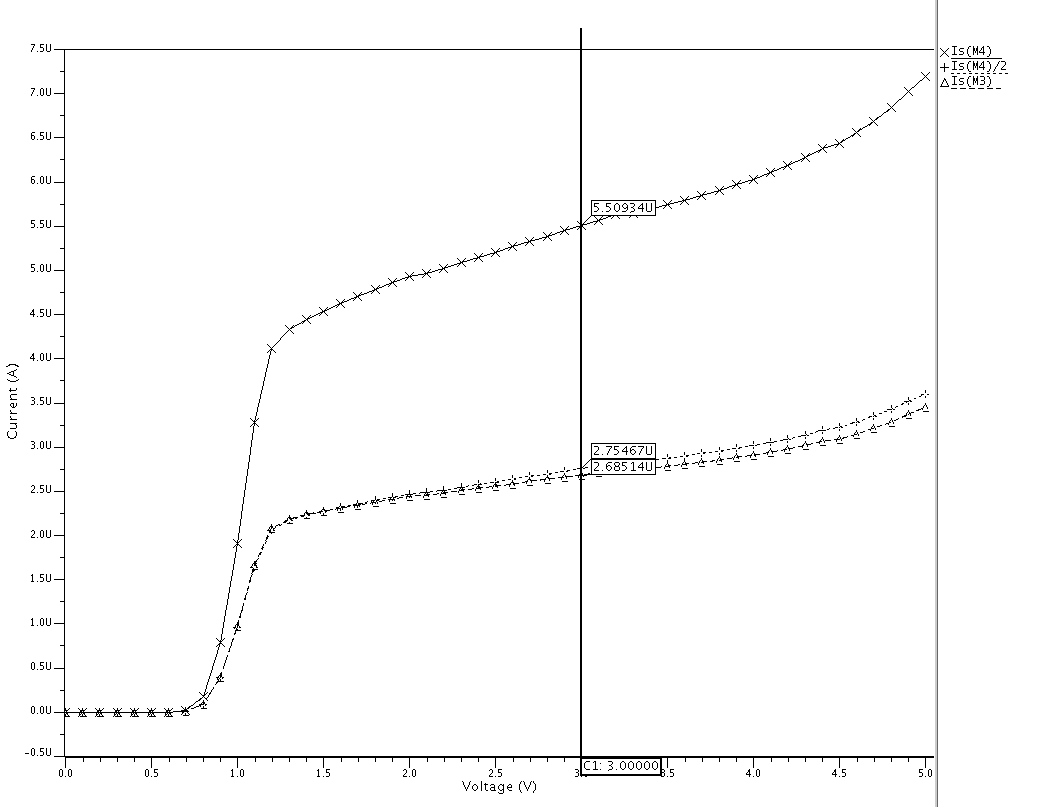 Is(M4)
Is(M4)/2
Is(M3)
7.5U
7.0U
6.5U
6.0U
5.5U
5.0U
4.5U
4.0U
3.5U
3.0U
2.5U
2.0U
1.5U
1.0U
0.5U
0.0U
-0.5U
Current (A)
5.50934U
2.75467U
2.68514U
0.0 0.5 1.0 1.5 2.0 2.5 3. C1: 3.00000 3.5 4.0 4.5 5.0
Voltage (V)